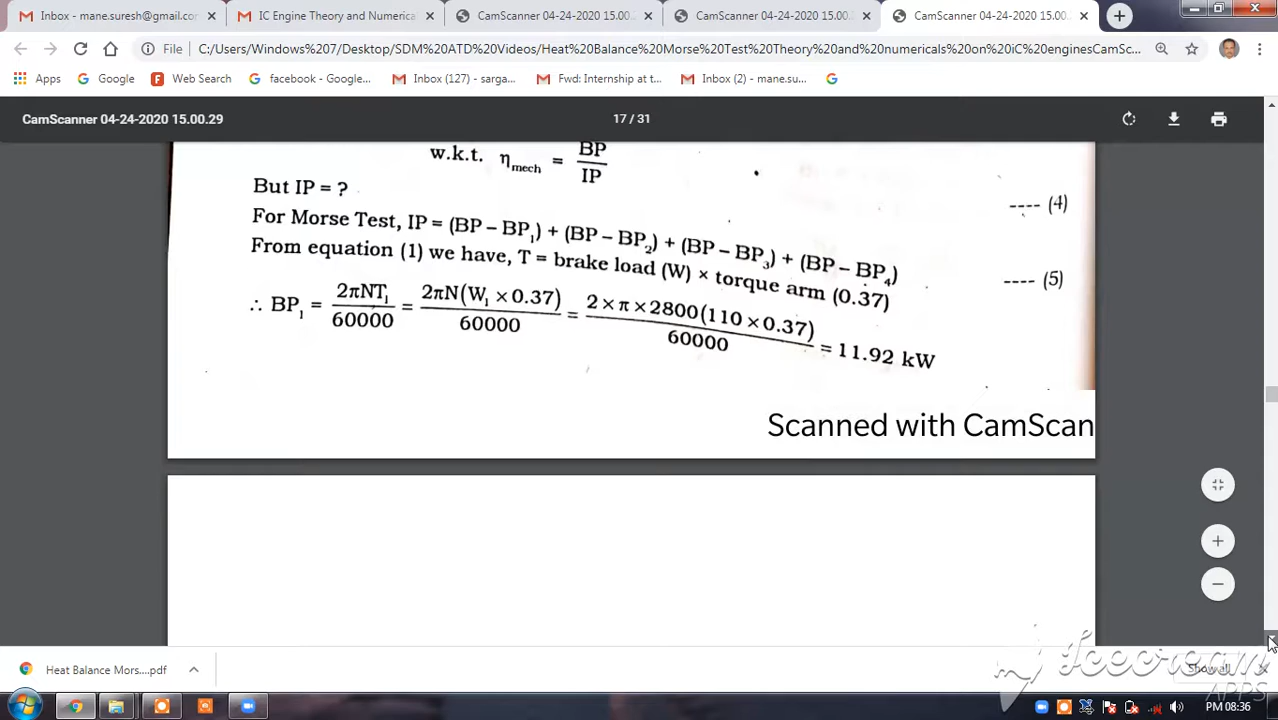 Inbox - mane.suresh@gmail.co
IC Engine Theory and Numerica
CamScanner 04-24-2020 15.00.
CamScanner 04-24-2020 15.00.
CamScanner 04-24-2020 15.00.
File
C:/Users/Windows%207/Desktop/SDM%20ATD%20Videos/Heat%20Balance%20Morse%20Test%20Theory%20and%20numericals%20on%20iC%20enginesCamSc...
Apps
Google
Web Search
facebook - Google...
Inbox (127) - sarga...
Fwd: Internship at t...
Inbox (2) - mane.su...
CamScanner 04-24-2020 15.00.29
17 / 31
w.k.t. η_mech = BP/IP
But IP = ?
---- (4)
For Morse Test, IP = (BP – BP₁) + (BP – BP₂) + (BP – BP₃) + (BP – BP₄)
From equation (1) we have, T = brake load (W) × torque arm (0.37)
---- (5)
∴ BP₁ = 2πNT₁/60000 = 2πN(W₁ × 0.37)/60000 = 2 × π × 2800(110 × 0.37)/60000 = 11.92 kW
Scanned with CamScan
Heat Balance Mors....pdf
Show all
Icecream
APPS
PM 08:36